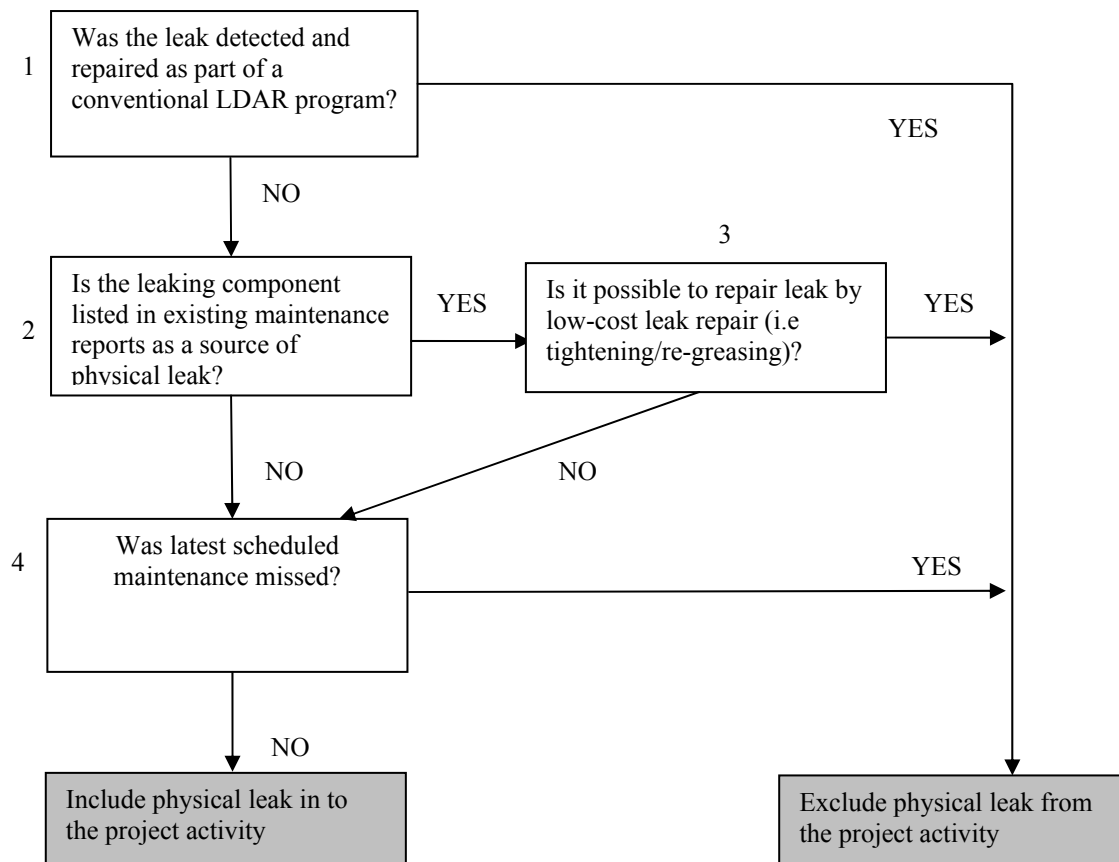 1
Was the leak detected and
repaired as part of a
conventional LDAR program?
YES
NO
2
Is the leaking component
listed in existing maintenance
reports as a source of
physical leak?
YES
3
Is it possible to repair leak by
low-cost leak repair (i.e
tightening/re-greasing)?
YES
NO
NO
4
Was latest scheduled
maintenance missed?
YES
NO
Include physical leak in to
the project activity
Exclude physical leak from
the project activity